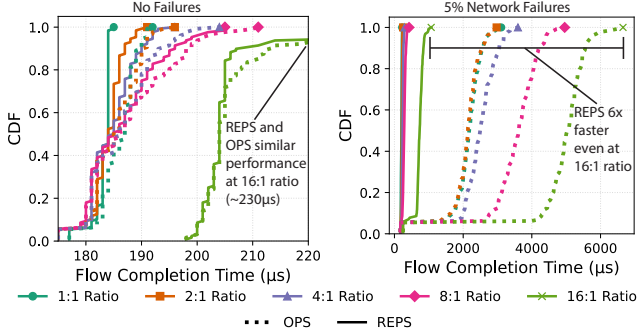 No Failures
5% Network Failures
CDF
1.0
0.8
0.6
0.4
0.2
0.0
180
190
200
210
220
Flow Completion Time (µs)
REPS and
OPS similar
performance
at 16:1 ratio
(~230µs)
CDF
1.0
0.8
0.6
0.4
0.2
0.0
0
2000
4000
6000
Flow Completion Time (µs)
REPS 6x
faster
even at
16:1 ratio
1:1 Ratio
2:1 Ratio
4:1 Ratio
8:1 Ratio
16:1 Ratio
OPS
REPS